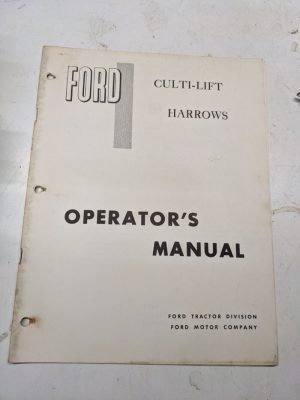 FORD
CULTI-LIFT
HARROWS
OPERATOR'S
MANUAL
FORD TRACTOR DIVISION
FORD MOTOR COMPANY